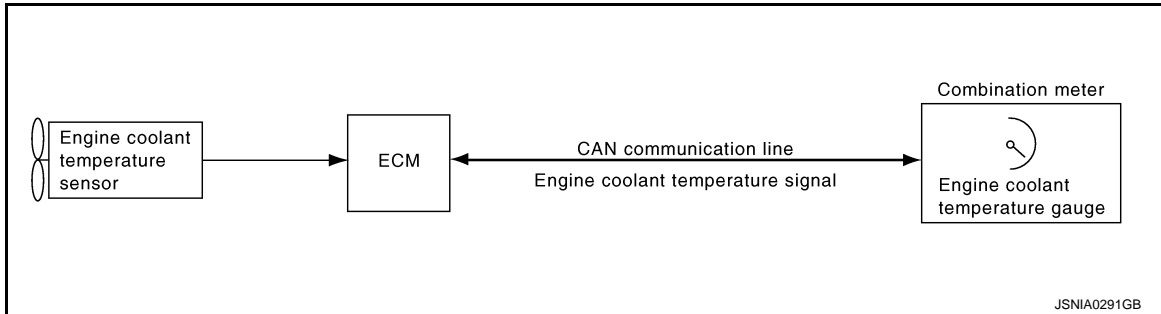 Engine coolant
temperature
sensor
ECM
CAN communication line
Engine coolant temperature signal
Combination meter
Engine coolant
temperature gauge
JSNIA0291GB